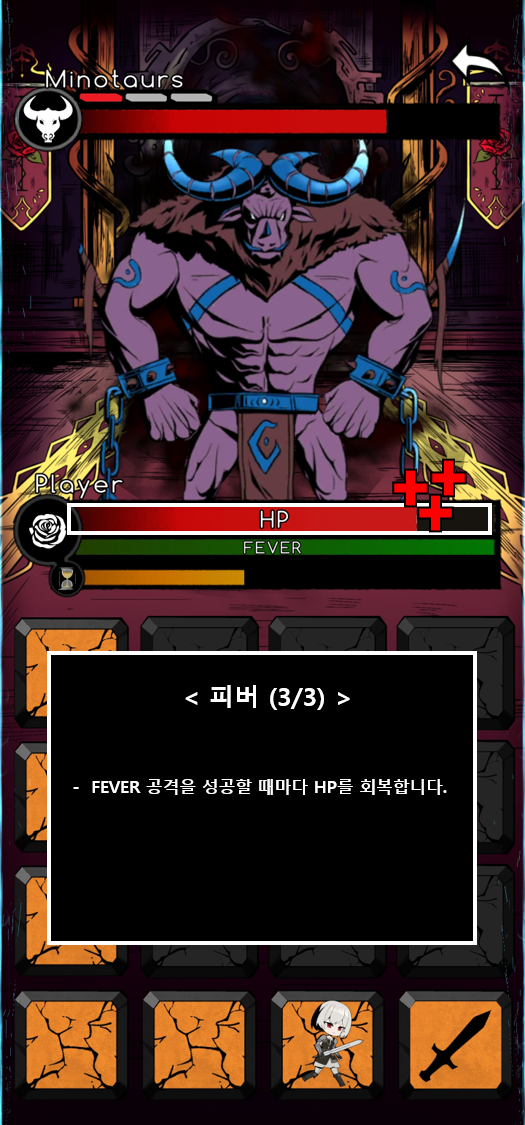 Minotaurs
Player
HP
FEVER
< 피버 (3/3) >
- FEVER 공격을 성공할 때마다 HP를 회복합니다.